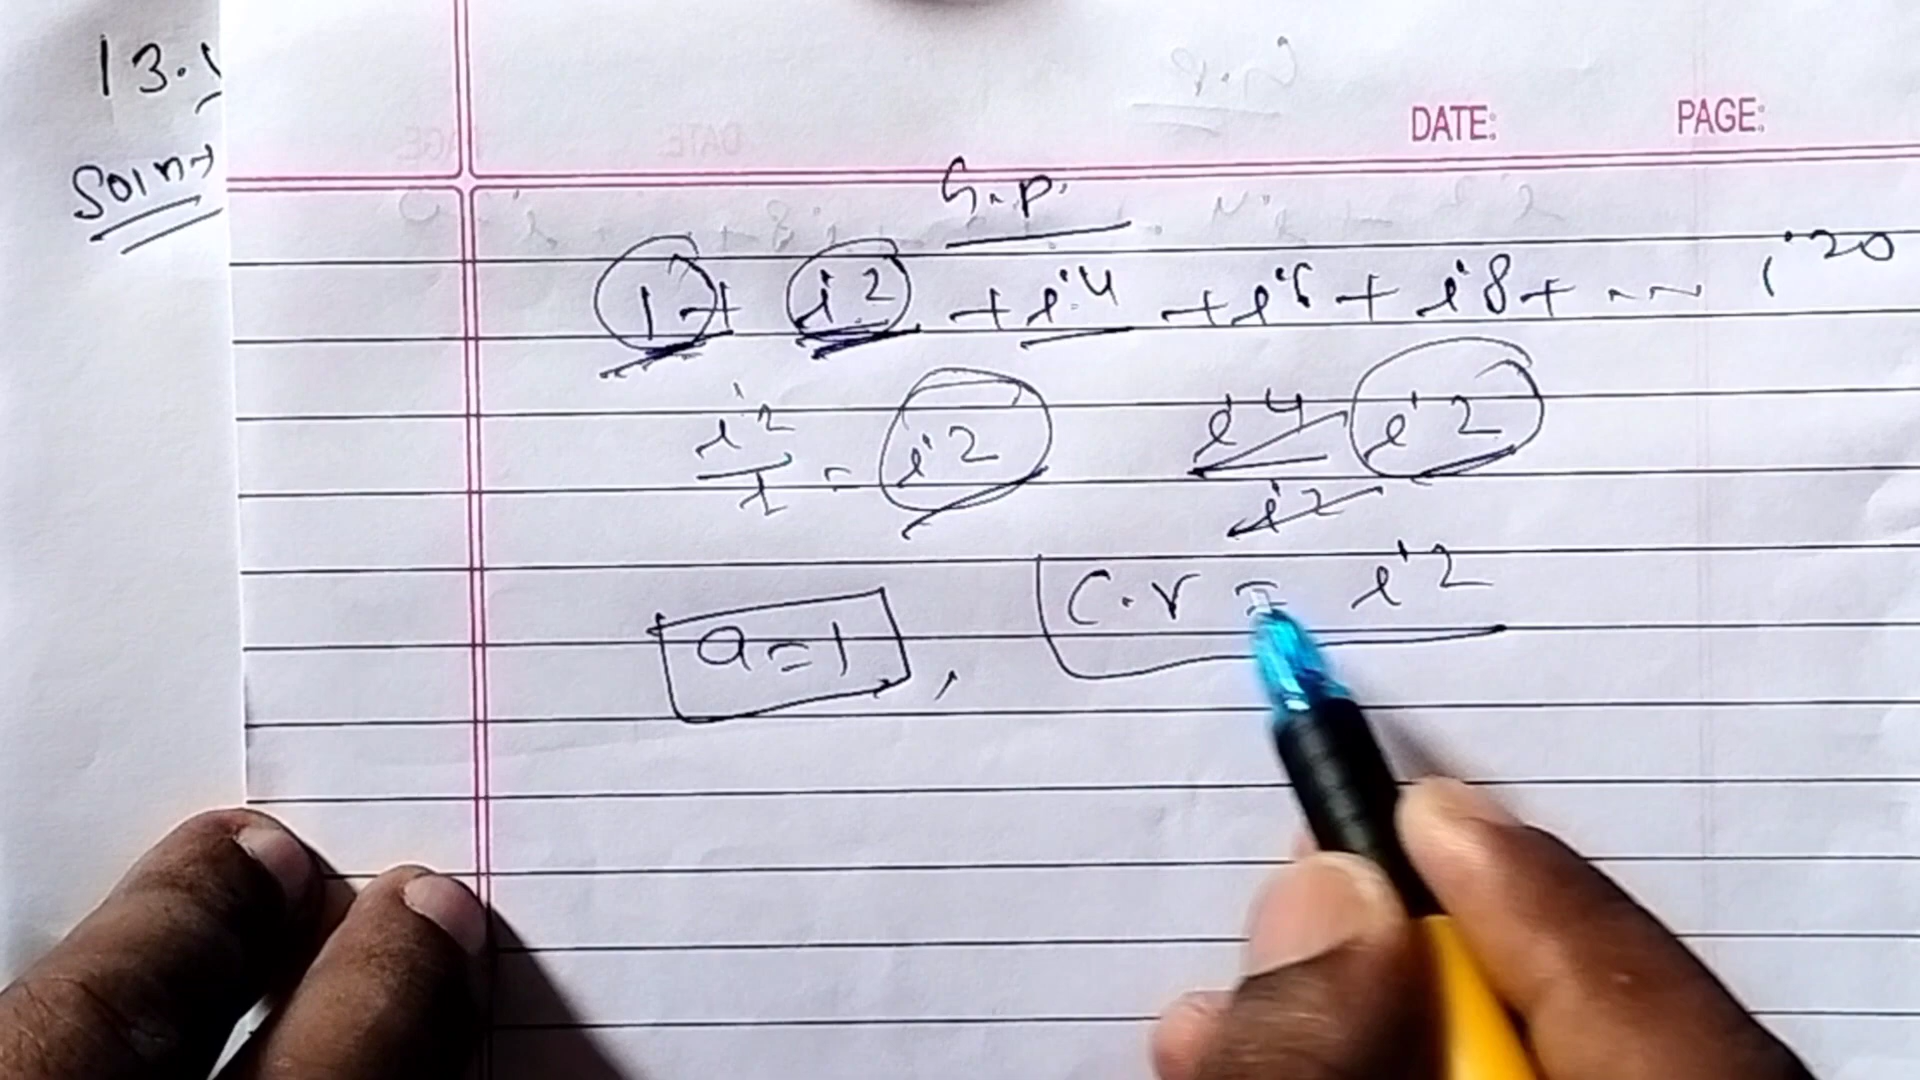 13.
Soln→
DATE: PAGE:
G.P.
1 + i² + i⁴ + i⁶ + i⁸ + ... i²⁰
i²/1 = i² i⁴/i² i²
a=1, C.r = i²